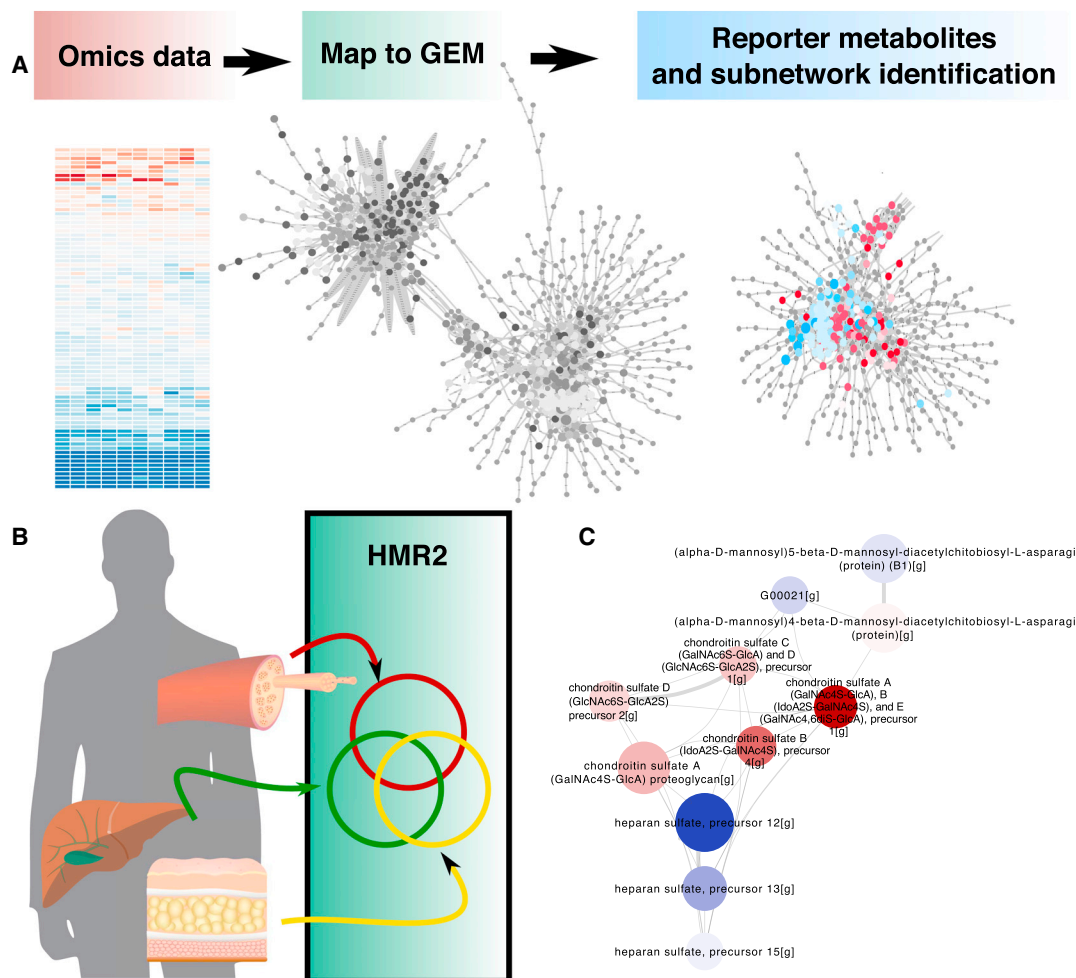 A
Omics data
Map to GEM
Reporter metabolites
and subnetwork identification
B
HMR2
C
(alpha-D-mannosyl)5-beta-D-mannosyl-diacetylchitobiosyl-L-asparagi
(protein) (B1)[g]
G00021[g]
(alpha-D-mannosyl)4-beta-D-mannosyl-diacetylchitobiosyl-L-asparagi
(protein)[g]
chondroitin sulfate C
(GalNAc6S-GlcA) and D
(GlcNAc6S-GlcA2S), precursor
1[g]
chondroitin sulfate D
(GlcNAc6S-GlcA2S)
precursor 2[g]
chondroitin sulfate A
(GalNAc4S-GlcA), B
(IdoA2S-GalNAc4S), and E
(GalNAc4,6diS-GlcA), precursor
1[g]
chondroitin sulfate B
(IdoA2S-GalNAc4S), precursor
4[g]
chondroitin sulfate A
(GalNAc4S-GlcA) proteoglycan[g]
heparan sulfate, precursor 12[g]
heparan sulfate, precursor 13[g]
heparan sulfate, precursor 15[g]